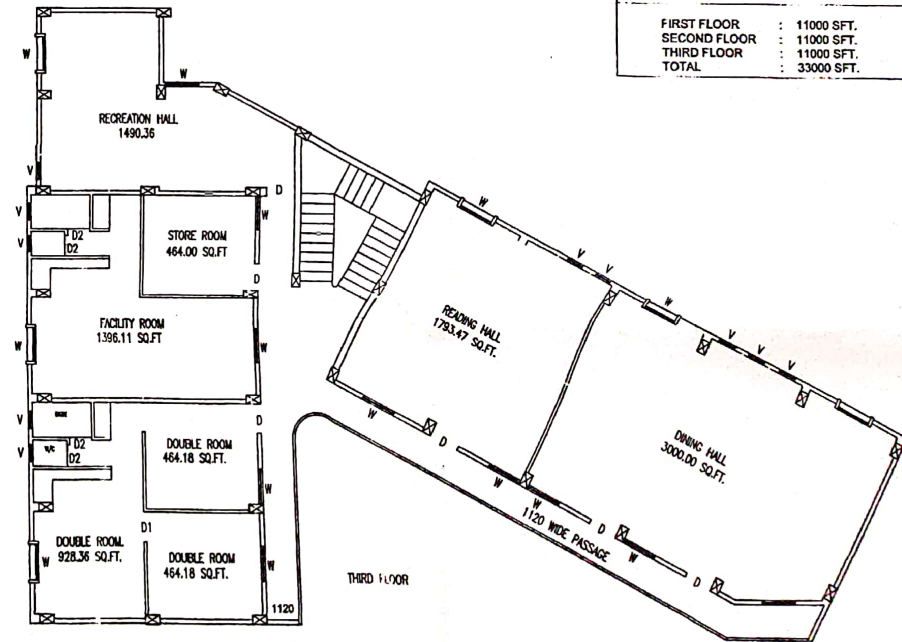 FIRST FLOOR : 11000 SFT.
SECOND FLOOR : 11000 SFT.
THIRD FLOOR : 11000 SFT.
TOTAL : 33000 SFT.
W
W
RECREATION HALL
1490.36
V
D
V
W
STORE ROOM
464.00 SQ.FT
D2
D2
V
D
W
V
V
W
READING HALL
1793.47 SQ.FT.
FACILITY ROOM
1396.11 SQ.FT
W
W
W
V
V
V
W
V
D
D
DINING HALL
3000.00 SQ.FT.
D2
D2
W/C
V
DOUBLE ROOM
464.18 SQ.FT.
W
W
W
1120 WIDE PASSAGE
D
W
D
D1
DOUBLE ROOM
928.36 SQ.FT.
W
DOUBLE ROOM
464.18 SQ.FT.
W
THIRD FLOOR
1120